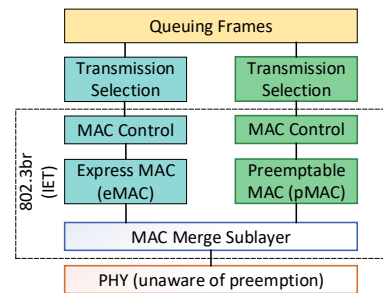 Queuing Frames
Transmission
Selection
Transmission
Selection
802.3br
(IET)
MAC Control
MAC Control
Express MAC
(eMAC)
Preemptable
MAC (pMAC)
MAC Merge Sublayer
PHY (unaware of preemption)